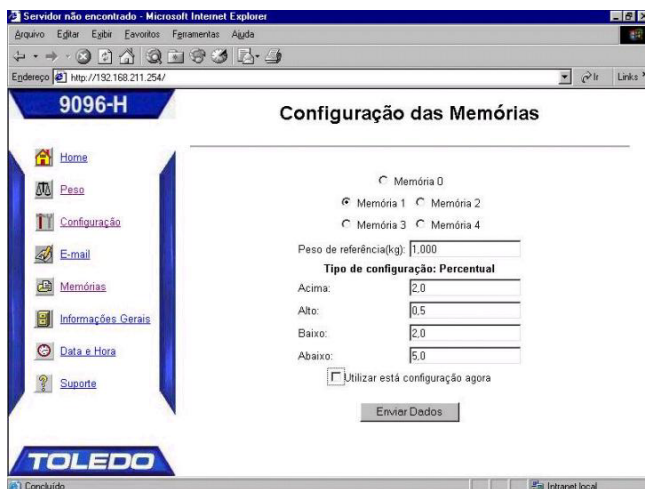 Servidor não encontrado - Microsoft Internet Explorer
Arquivo Editar Exibir Favoritos Ferramentas Ajuda
Endereço http://192.168.211.254/ Ir Links
9096-H
Configuração das Memórias
Home
Peso
Configuração
E-mail
Memórias
Informações Gerais
Data e Hora
Suporte
Memória 0
Memória 1 Memória 2
Memória 3 Memória 4
Peso de referência(kg): 1,000
Tipo de configuração: Percentual
Acima: 2,0
Alto: 0,5
Baixo: 2,0
Abaixo: 5,0
Utilizar está configuração agora
Enviar Dados
TOLEDO
Concluído Intranet local